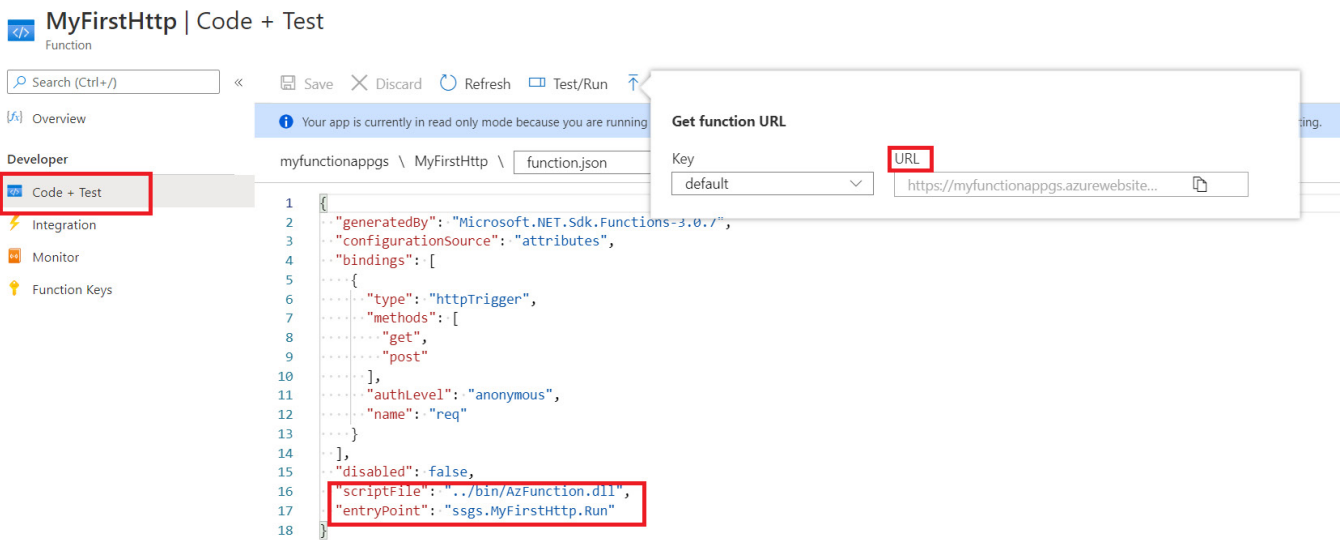 MyFirstHttp | Code + Test
Function
Search (Ctrl+/)
«
Save Discard Refresh Test/Run
Overview
Your app is currently in read only mode because you are running
ting.
Get function URL
Key
URL
default
https://myfunctionappgs.azurewebsite...
Developer
myfunctionappgs \ MyFirstHttp \ function.json
Code + Test
Integration
Monitor
Function Keys
1 {
2 "generatedBy": "Microsoft.NET.Sdk.Functions-3.0.7",
3 "configurationSource": "attributes",
4 "bindings": [
5 {
6 "type": "httpTrigger",
7 "methods": [
8 "get",
9 "post"
10 ],
11 "authLevel": "anonymous",
12 "name": "req"
13 }
14 ],
15 "disabled": false,
16 "scriptFile": "../bin/AzFunction.dll",
17 "entryPoint": "ssgs.MyFirstHttp.Run"
18 }